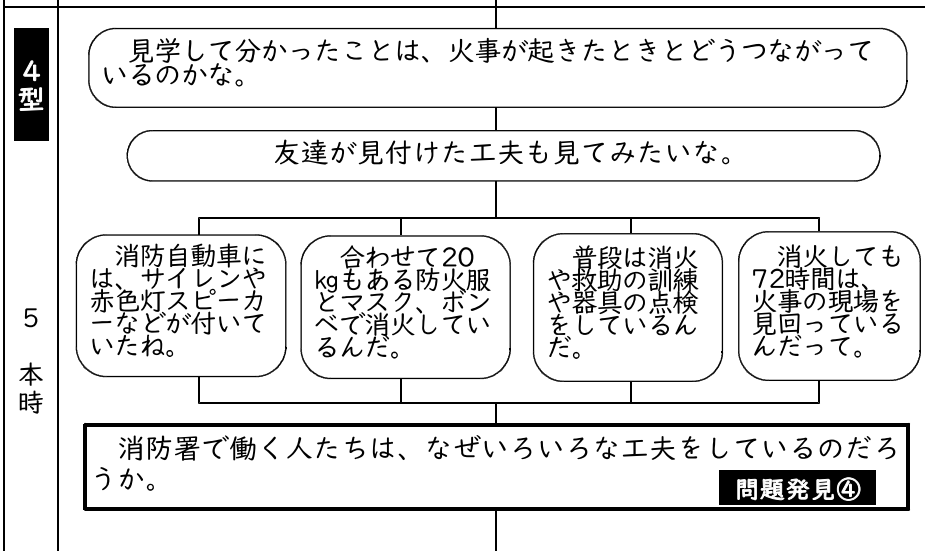 4型
5
本時
見学して分かったことは、火事が起きたときとどうつながって
いるのかな。
友達が見付けた工夫も見てみたいな。
消防自動車に
は、サイレンや
赤色灯スピーカ
ーなどが付いて
いたね。
合わせて20
kgもある防火服
とマスク、ボン
ベで消火してい
るんだ。
普段は消火
や救助の訓練
や器具の点検
をしているん
だ。
消火しても
72時間は、
火事の現場を
見回っている
んだって。
消防署で働く人たちは、なぜいろいろな工夫をしているのだろ
うか。
問題発見④